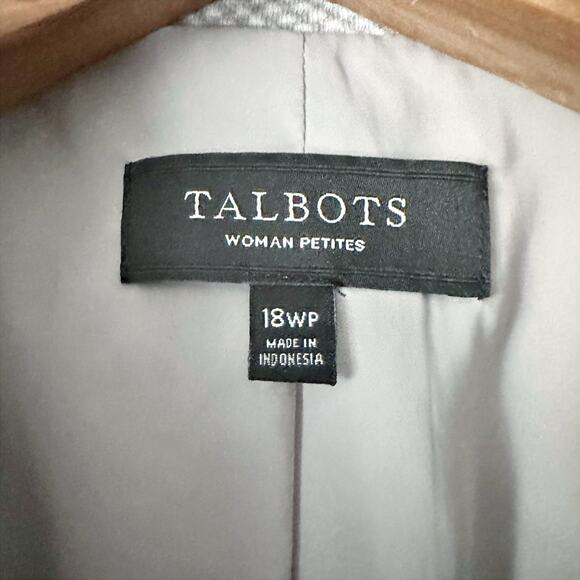 TALBOTS
WOMAN PETITES
18WP
MADE IN
INDONESIA